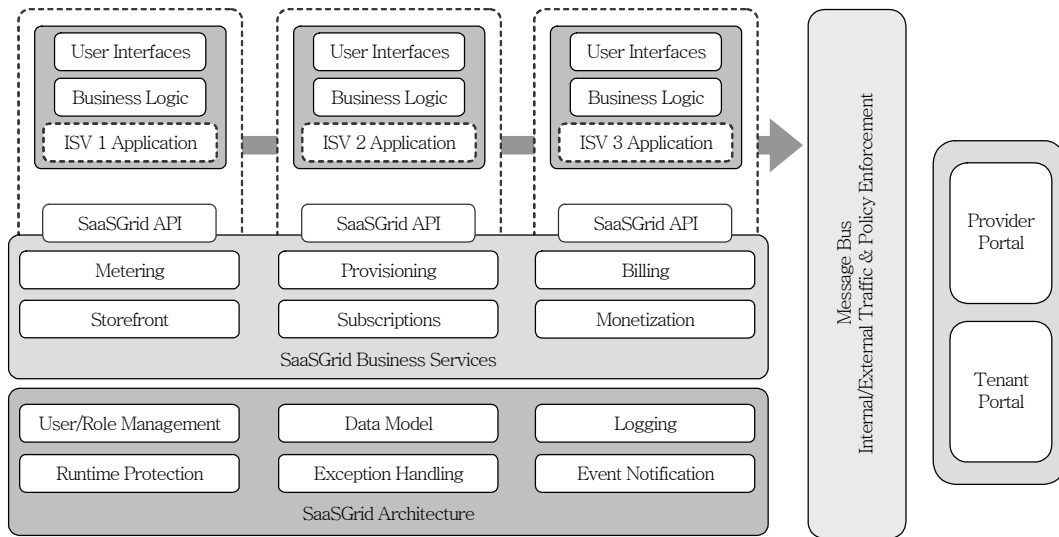 User Interfaces
Business Logic
ISV 1 Application
User Interfaces
Business Logic
ISV 2 Application
User Interfaces
Business Logic
ISV 3 Application
SaaSGrid API
SaaSGrid API
SaaSGrid API
Metering
Provisioning
Billing
Storefront
Subscriptions
Monetization
SaaSGrid Business Services
User/Role Management
Data Model
Logging
Runtime Protection
Exception Handling
Event Notification
SaaSGrid Architecture
Message Bus
Internal/External Traffic & Policy Enforcement
Provider
Portal
Tenant
Portal